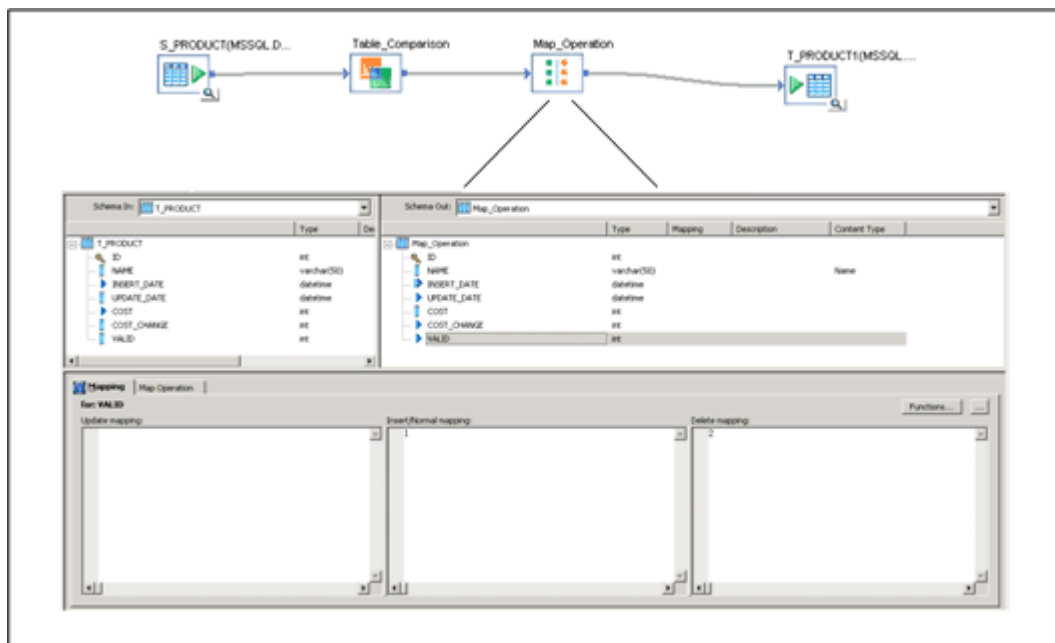 S_PRODUCT(MSSQL D...
Table_Comparison
Map_Operation
T_PRODUCT1(MSSQL....
Schema In: T_PRODUCT
Schema Out: Map_Operation
Type De
Type Mapping Description Content Type
T_PRODUCT
ID int
NAME varchar(50)
INSERT_DATE datetime
UPDATE_DATE datetime
COST int
COST_CHANGE int
VALID int
Map_Operation
ID int
NAME varchar(50) Name
INSERT_DATE datetime
UPDATE_DATE datetime
COST int
COST_CHANGE int
VALID int
Mapping Map Operation
For: VALID
Functions... ...
Update mapping: Insert/Normal mapping: Delete mapping:
1 2